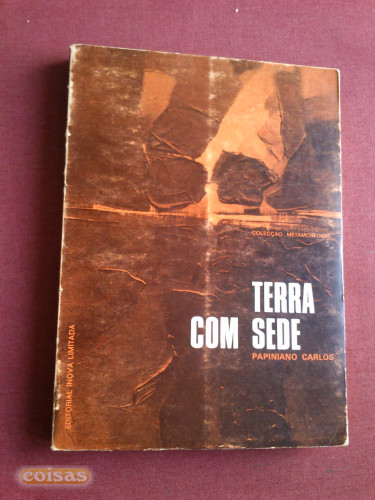 COLECÇÃO METAMORFOSES
TERRA
COM SEDE
PAPINIANO CARLOS
EDITORIAL INOVA LIMITADA
coisas